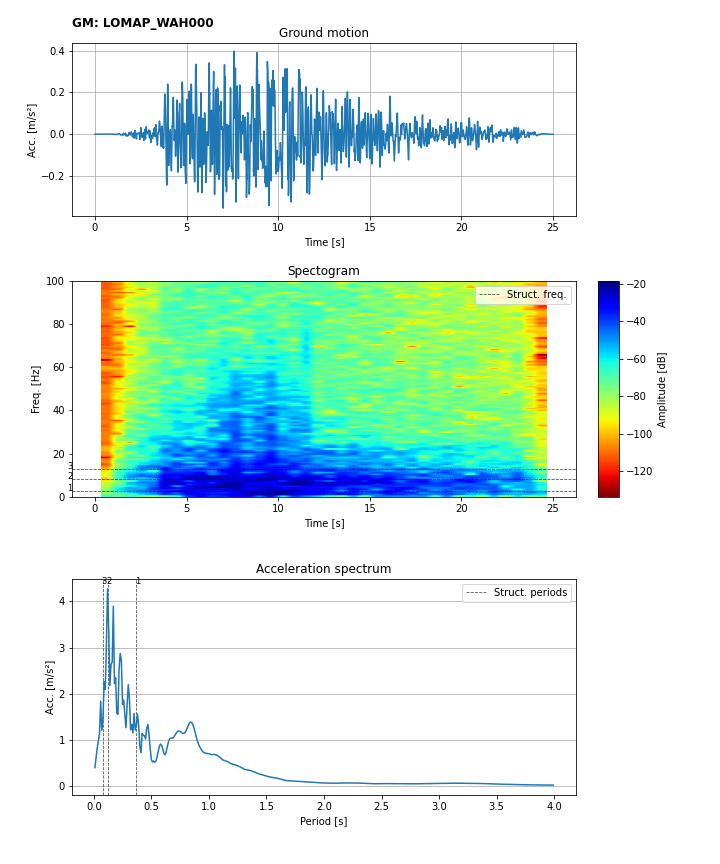 GM: LOMAP_WAH000
Ground motion
Acc. [m/s²]
0.4
0.2
0.0
−0.2
0 5 10 15 20 25
Time [s]
Spectogram
Freq. [Hz]
100
80
60
40
20
0
3
2
1
Struct. freq.
0 5 10 15 20 25
Time [s]
−20
−40
−60
−80
−100
−120
Amplitude [dB]
Acceleration spectrum
Acc. [m/s²]
4
3
2
1
0
3 2 1
Struct. periods
0.0 0.5 1.0 1.5 2.0 2.5 3.0 3.5 4.0
Period [s]